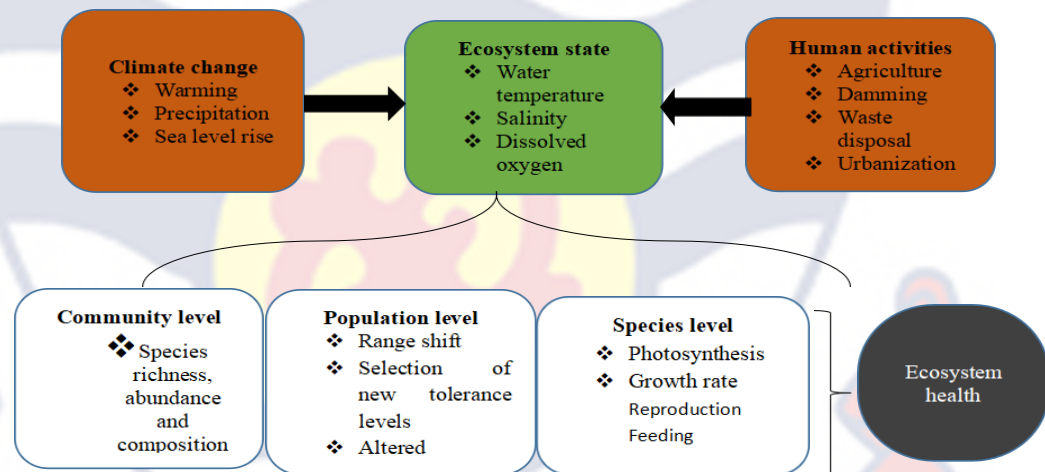 Climate change
❖ Warming
❖ Precipitation
❖ Sea level rise
Ecosystem state
❖ Water
temperature
❖ Salinity
❖ Dissolved
oxygen
Human activities
❖ Agriculture
❖ Damming
❖ Waste
disposal
❖ Urbanization
Community level
❖ Species
richness,
abundance
and
composition
Population level
❖ Range shift
❖ Selection of
new tolerance
levels
❖ Altered
Species level
❖ Photosynthesis
❖ Growth rate
Reproduction
Feeding
Ecosystem
health